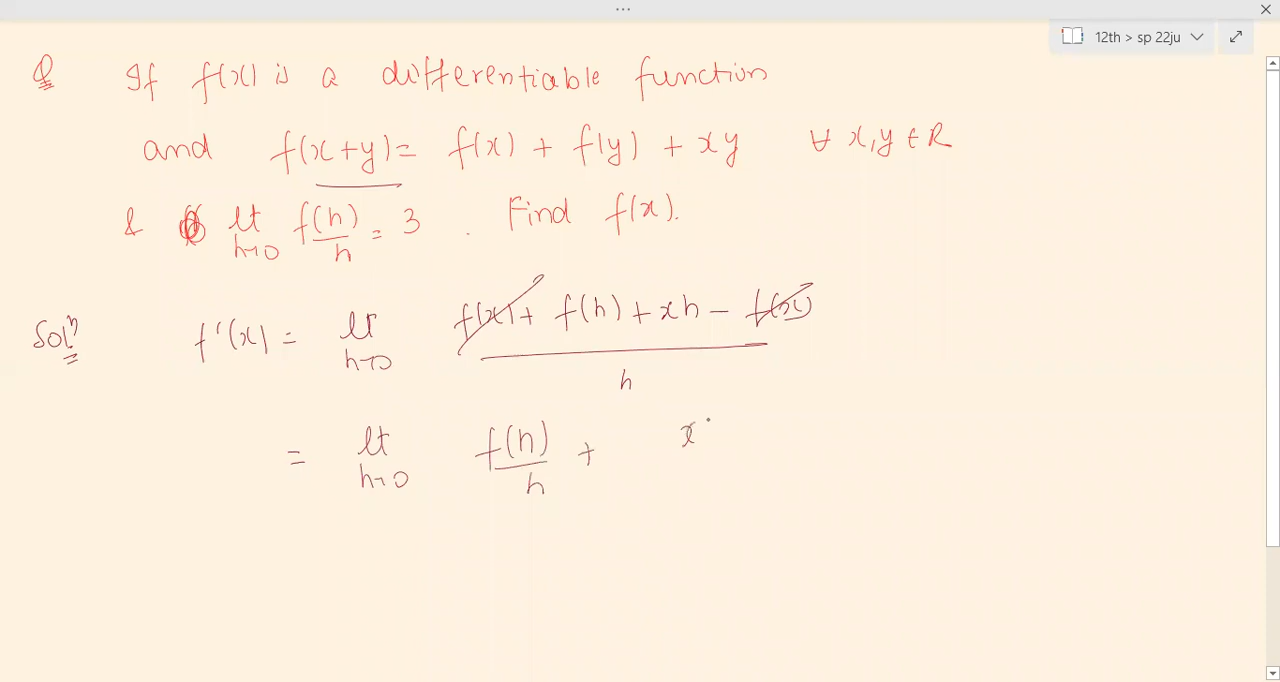 12th > sp 22ju
Q If f(x) is a differentiable function
and f(x+y) = f(x) + f(y) + xy ∀ x,y ∈ R
& lt h→0 f(h)/h = 3 . Find f(x).
Solⁿ f'(x) = lt h→0 f(x) + f(h) + xh − f(x) / h
= lt h→0 f(h)/h + x